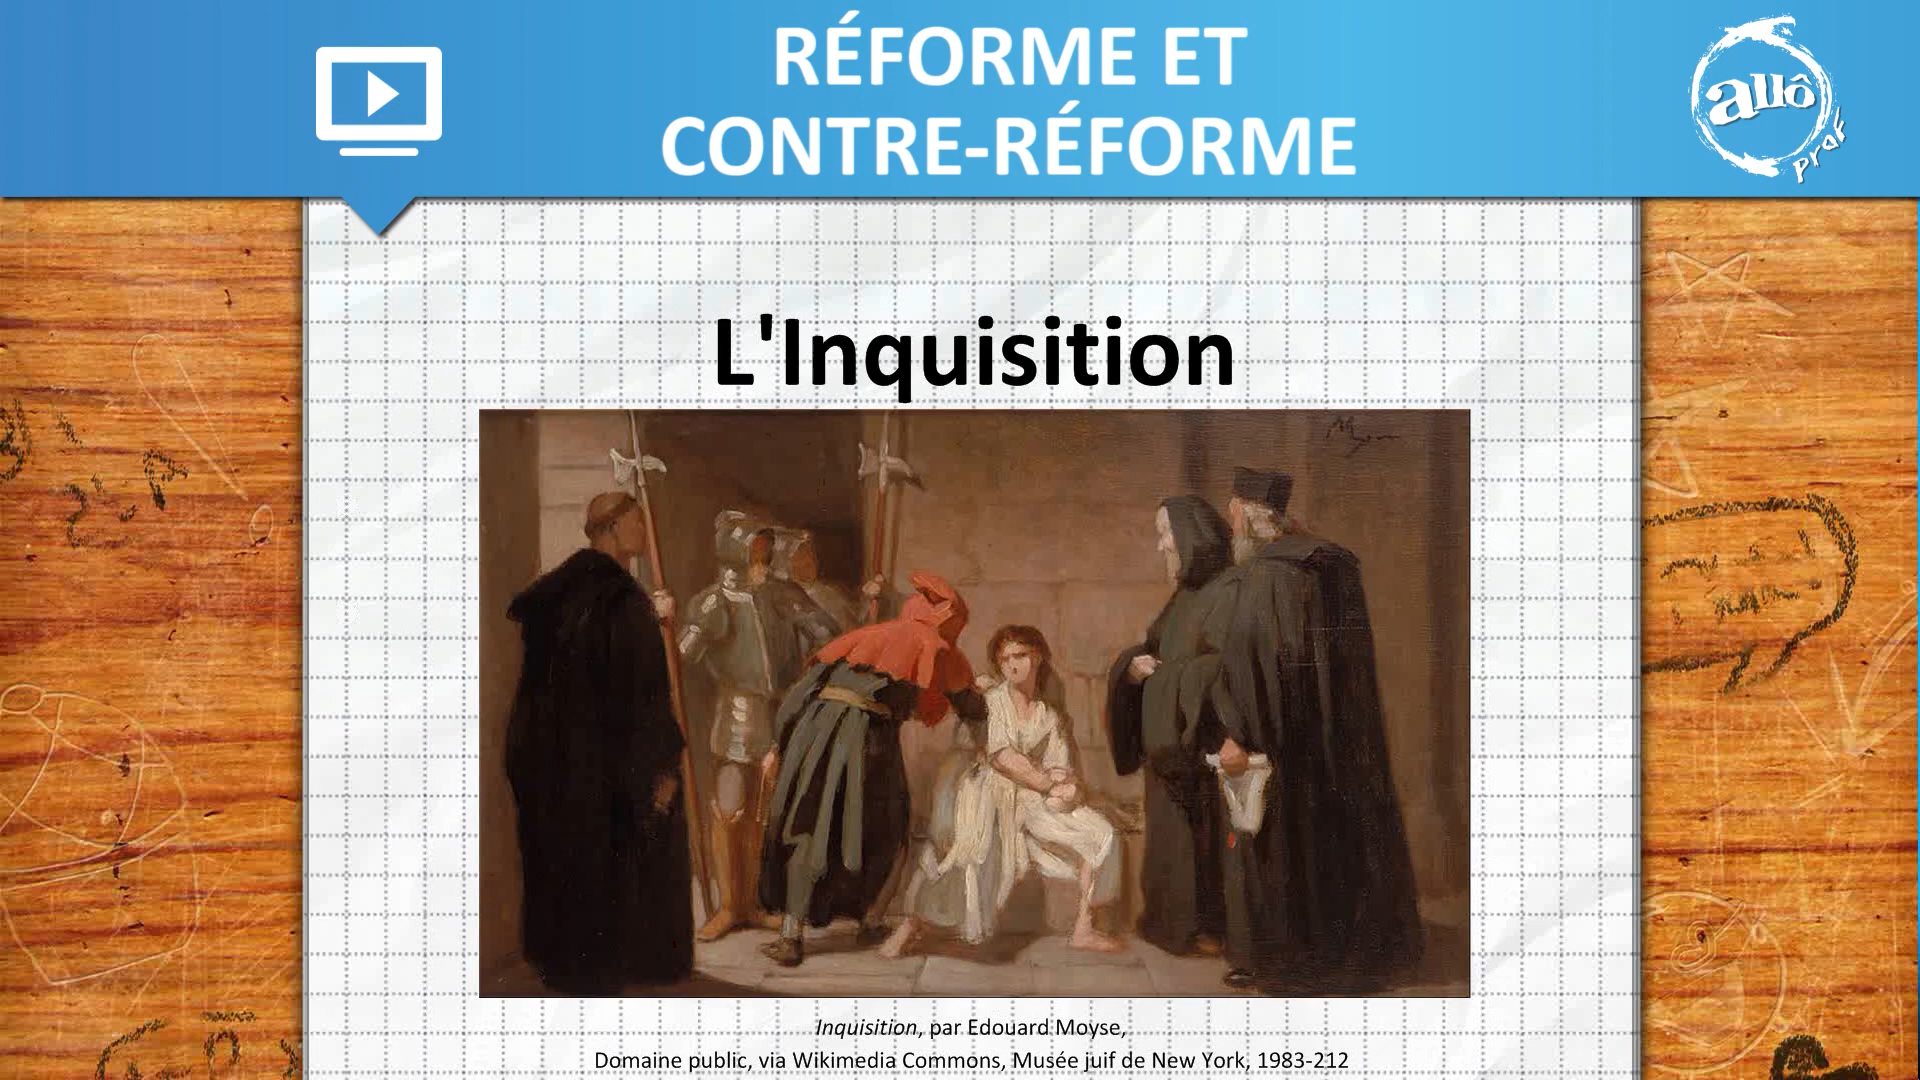 RÉFORME ET
CONTRE-RÉFORME
allô
prof
L'Inquisition
Inquisition, par Edouard Moyse,
Domaine public, via Wikimedia Commons, Musée juif de New York, 1983-212